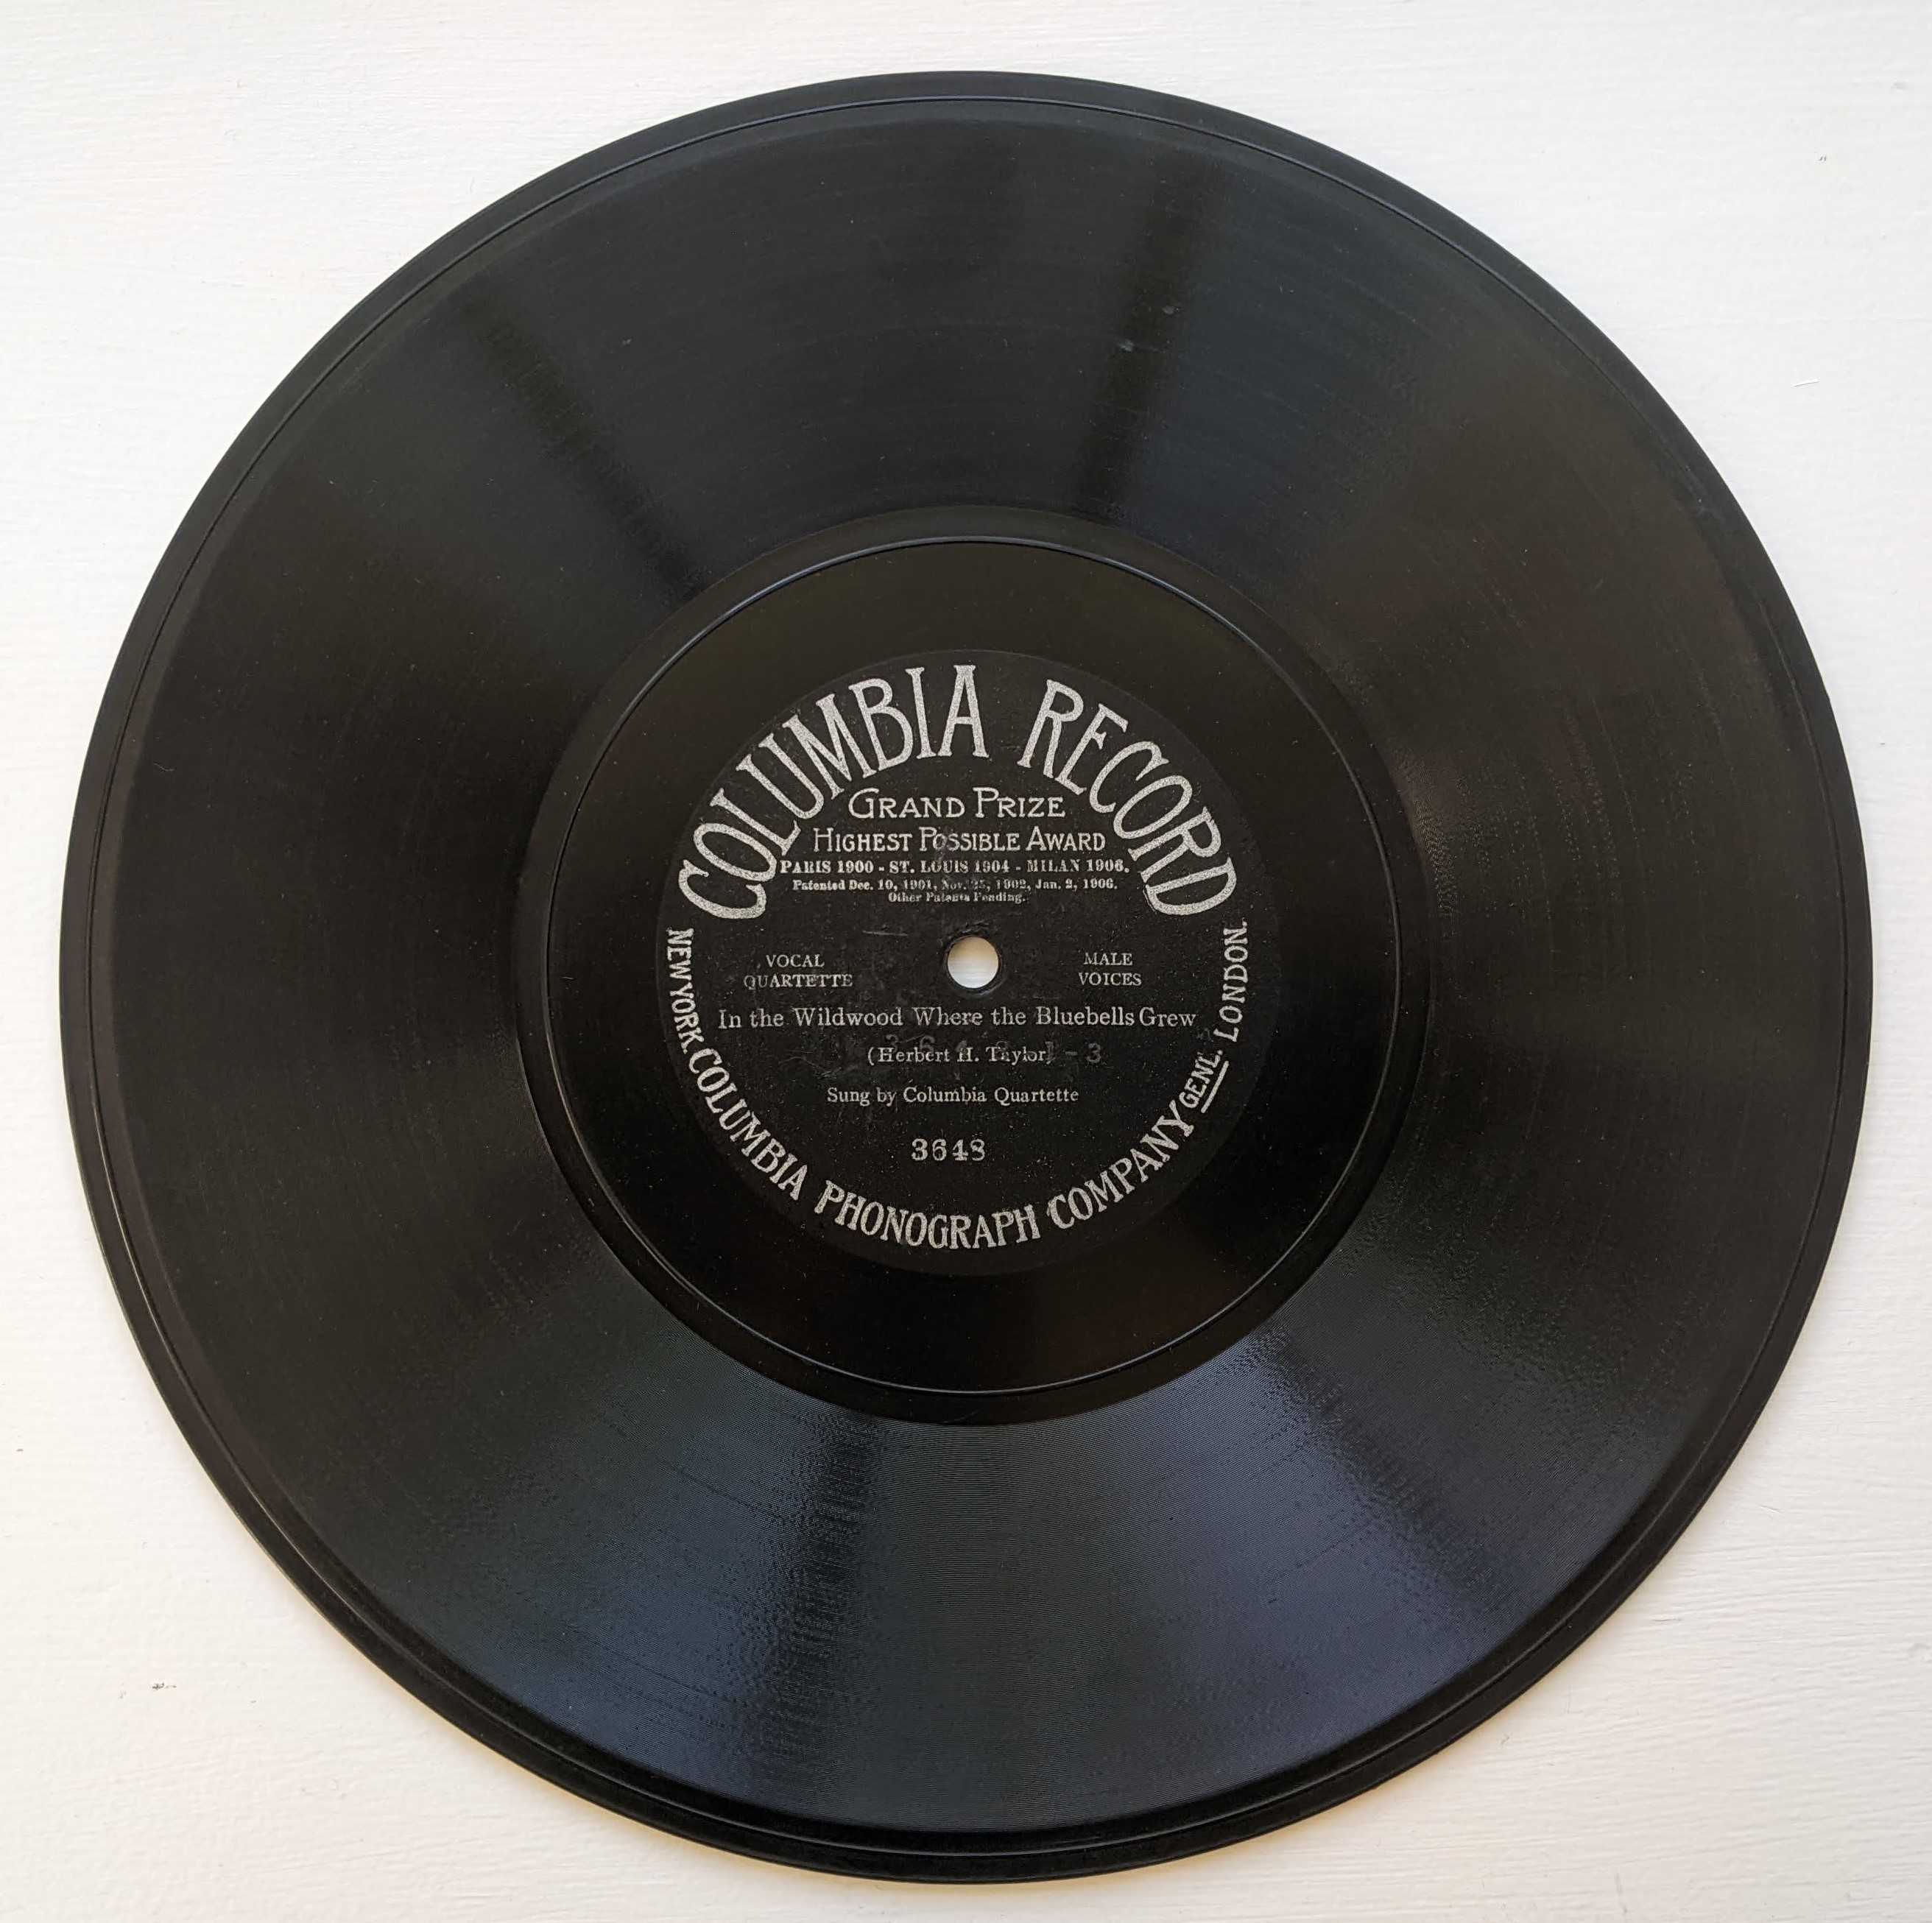 COLUMBIA RECORD
GRAND PRIZE
HIGHEST POSSIBLE AWARD
PARIS 1900 - ST. LOUIS 1904 - MILAN 1906.
Patented Dec. 10, 1901, Nov. 25, 1902, Jan. 2, 1906.
Other Patents Pending.
VOCAL QUARTETTE
MALE VOICES
In the Wildwood Where the Bluebells Grew
(Herbert H. Taylor)
Sung by Columbia Quartette
3648
NEW YORK. COLUMBIA PHONOGRAPH COMPANY GENL. LONDON.